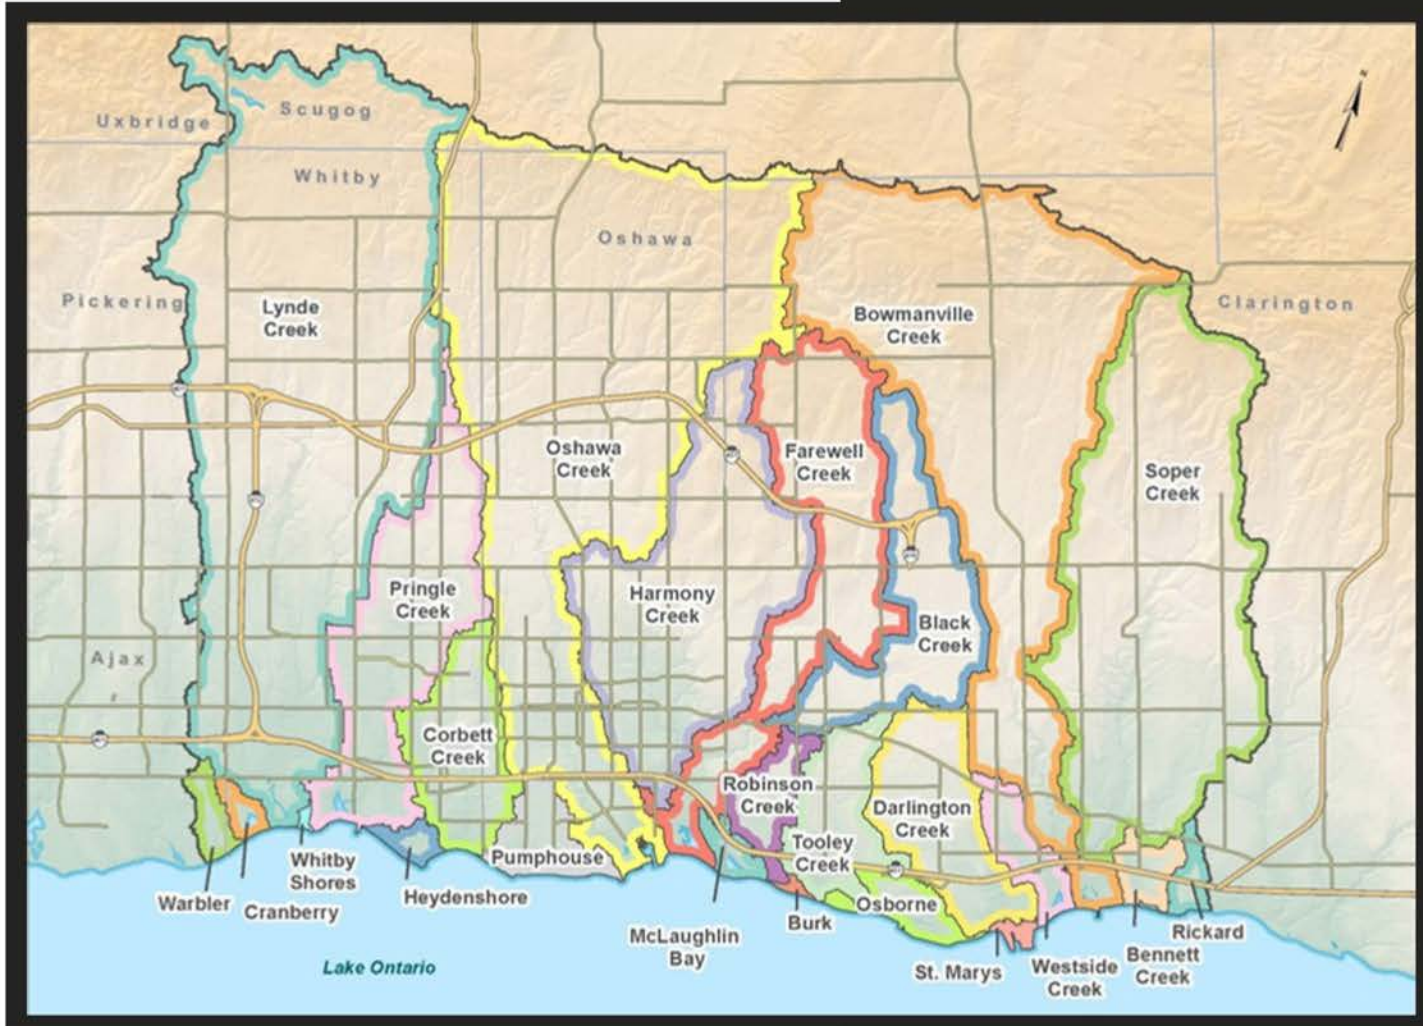 Scugog
Uxbridge
Whitby
Oshawa
Pickering
Clarington
Lynde
Creek
Bowmanville
Creek
Oshawa
Creek
Farewell
Creek
Soper
Creek
Pringle
Creek
Harmony
Creek
Black
Creek
Ajax
Corbett
Creek
Robinson
Creek
Darlington
Creek
Tooley
Creek
Pumphouse
Whitby
Shores
Heydenshore
Warbler
Cranberry
Osborne
Burk
McLaughlin
Bay
Rickard
Bennett
Creek
St. Marys
Westside
Creek
Lake Ontario